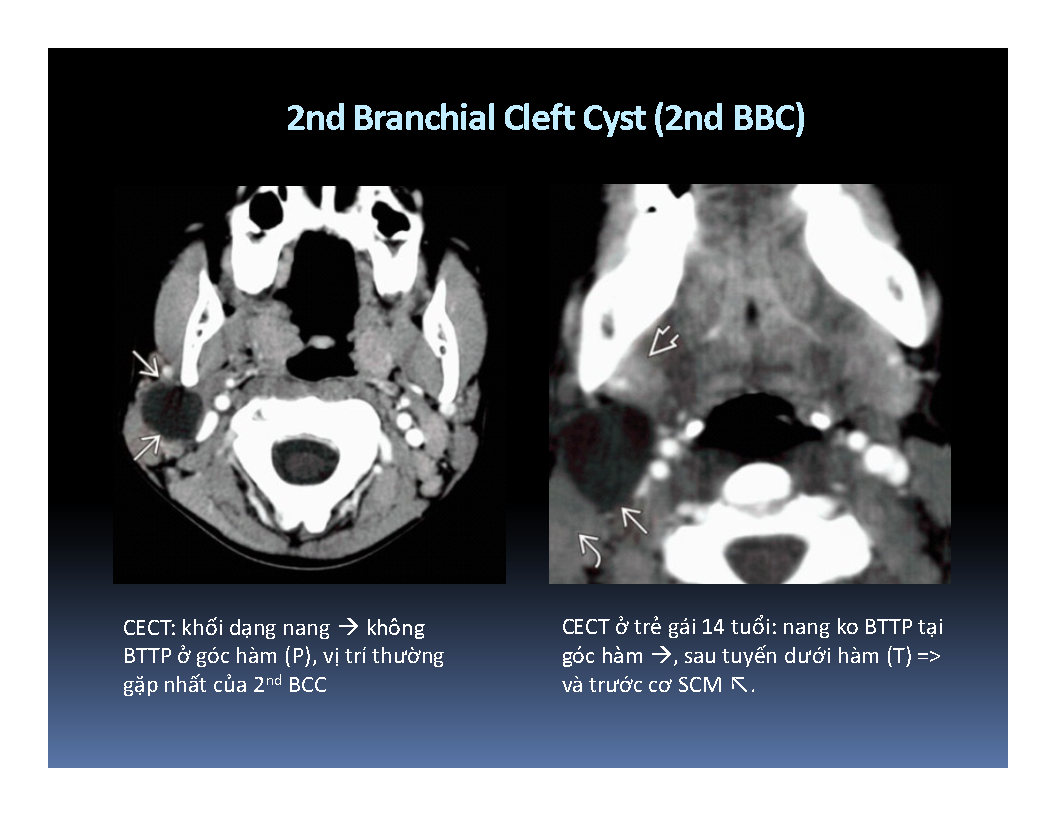 2nd Branchial Cleft Cyst (2nd BBC)
CECT: khối dạng nang → không
BTTP ở góc hàm (P), vị trí thường
gặp nhất của 2nd BCC
CECT ở trẻ gái 14 tuổi: nang ko BTTP tại
góc hàm →, sau tuyến dưới hàm (T) =>
và trước cơ SCM ↖.